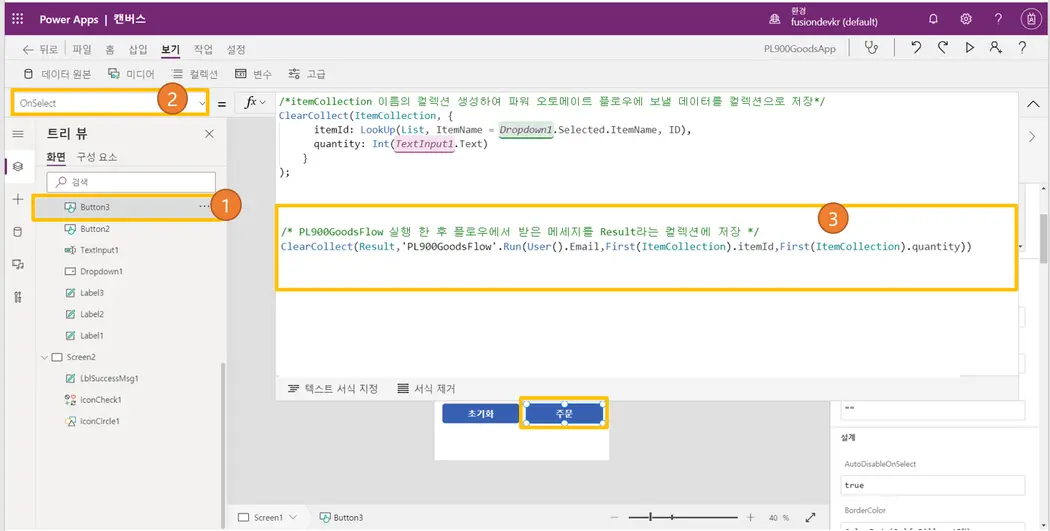 Power Apps | 캔버스
환경
fusiondevkr (default)
뒤로 파일 홈 삽입 보기 작업 설정
PL900GoodsApp
데이터 원본 미디어 컬렉션 변수 고급
OnSelect
2
= fx
/*itemCollection 이름의 컬렉션 생성하여 파워 오토메이트 플로우에 보낼 데이터를 컬렉션으로 저장*/
ClearCollect(ItemCollection, {
itemId: LookUp(List, ItemName = Dropdown1.Selected.ItemName, ID),
quantity: Int(TextInput1.Text)
}
);
3
/* PL900GoodsFlow 실행 한 후 플로우에서 받은 메세지를 Result라는 컬렉션에 저장 */
ClearCollect(Result,'PL900GoodsFlow'.Run(User().Email,First(ItemCollection).itemId,First(ItemCollection).quantity))
텍스트 서식 지정 서식 제거
트리 뷰
화면 구성 요소
검색
Button3
1
Button2
TextInput1
Dropdown1
Label3
Label2
Label1
Screen2
LblSuccessMsg1
iconCheck1
iconCircle1
초기화 주문
""
설계
AutoDisableOnSelect
true
BorderColor
Screen1 Button3
40 %